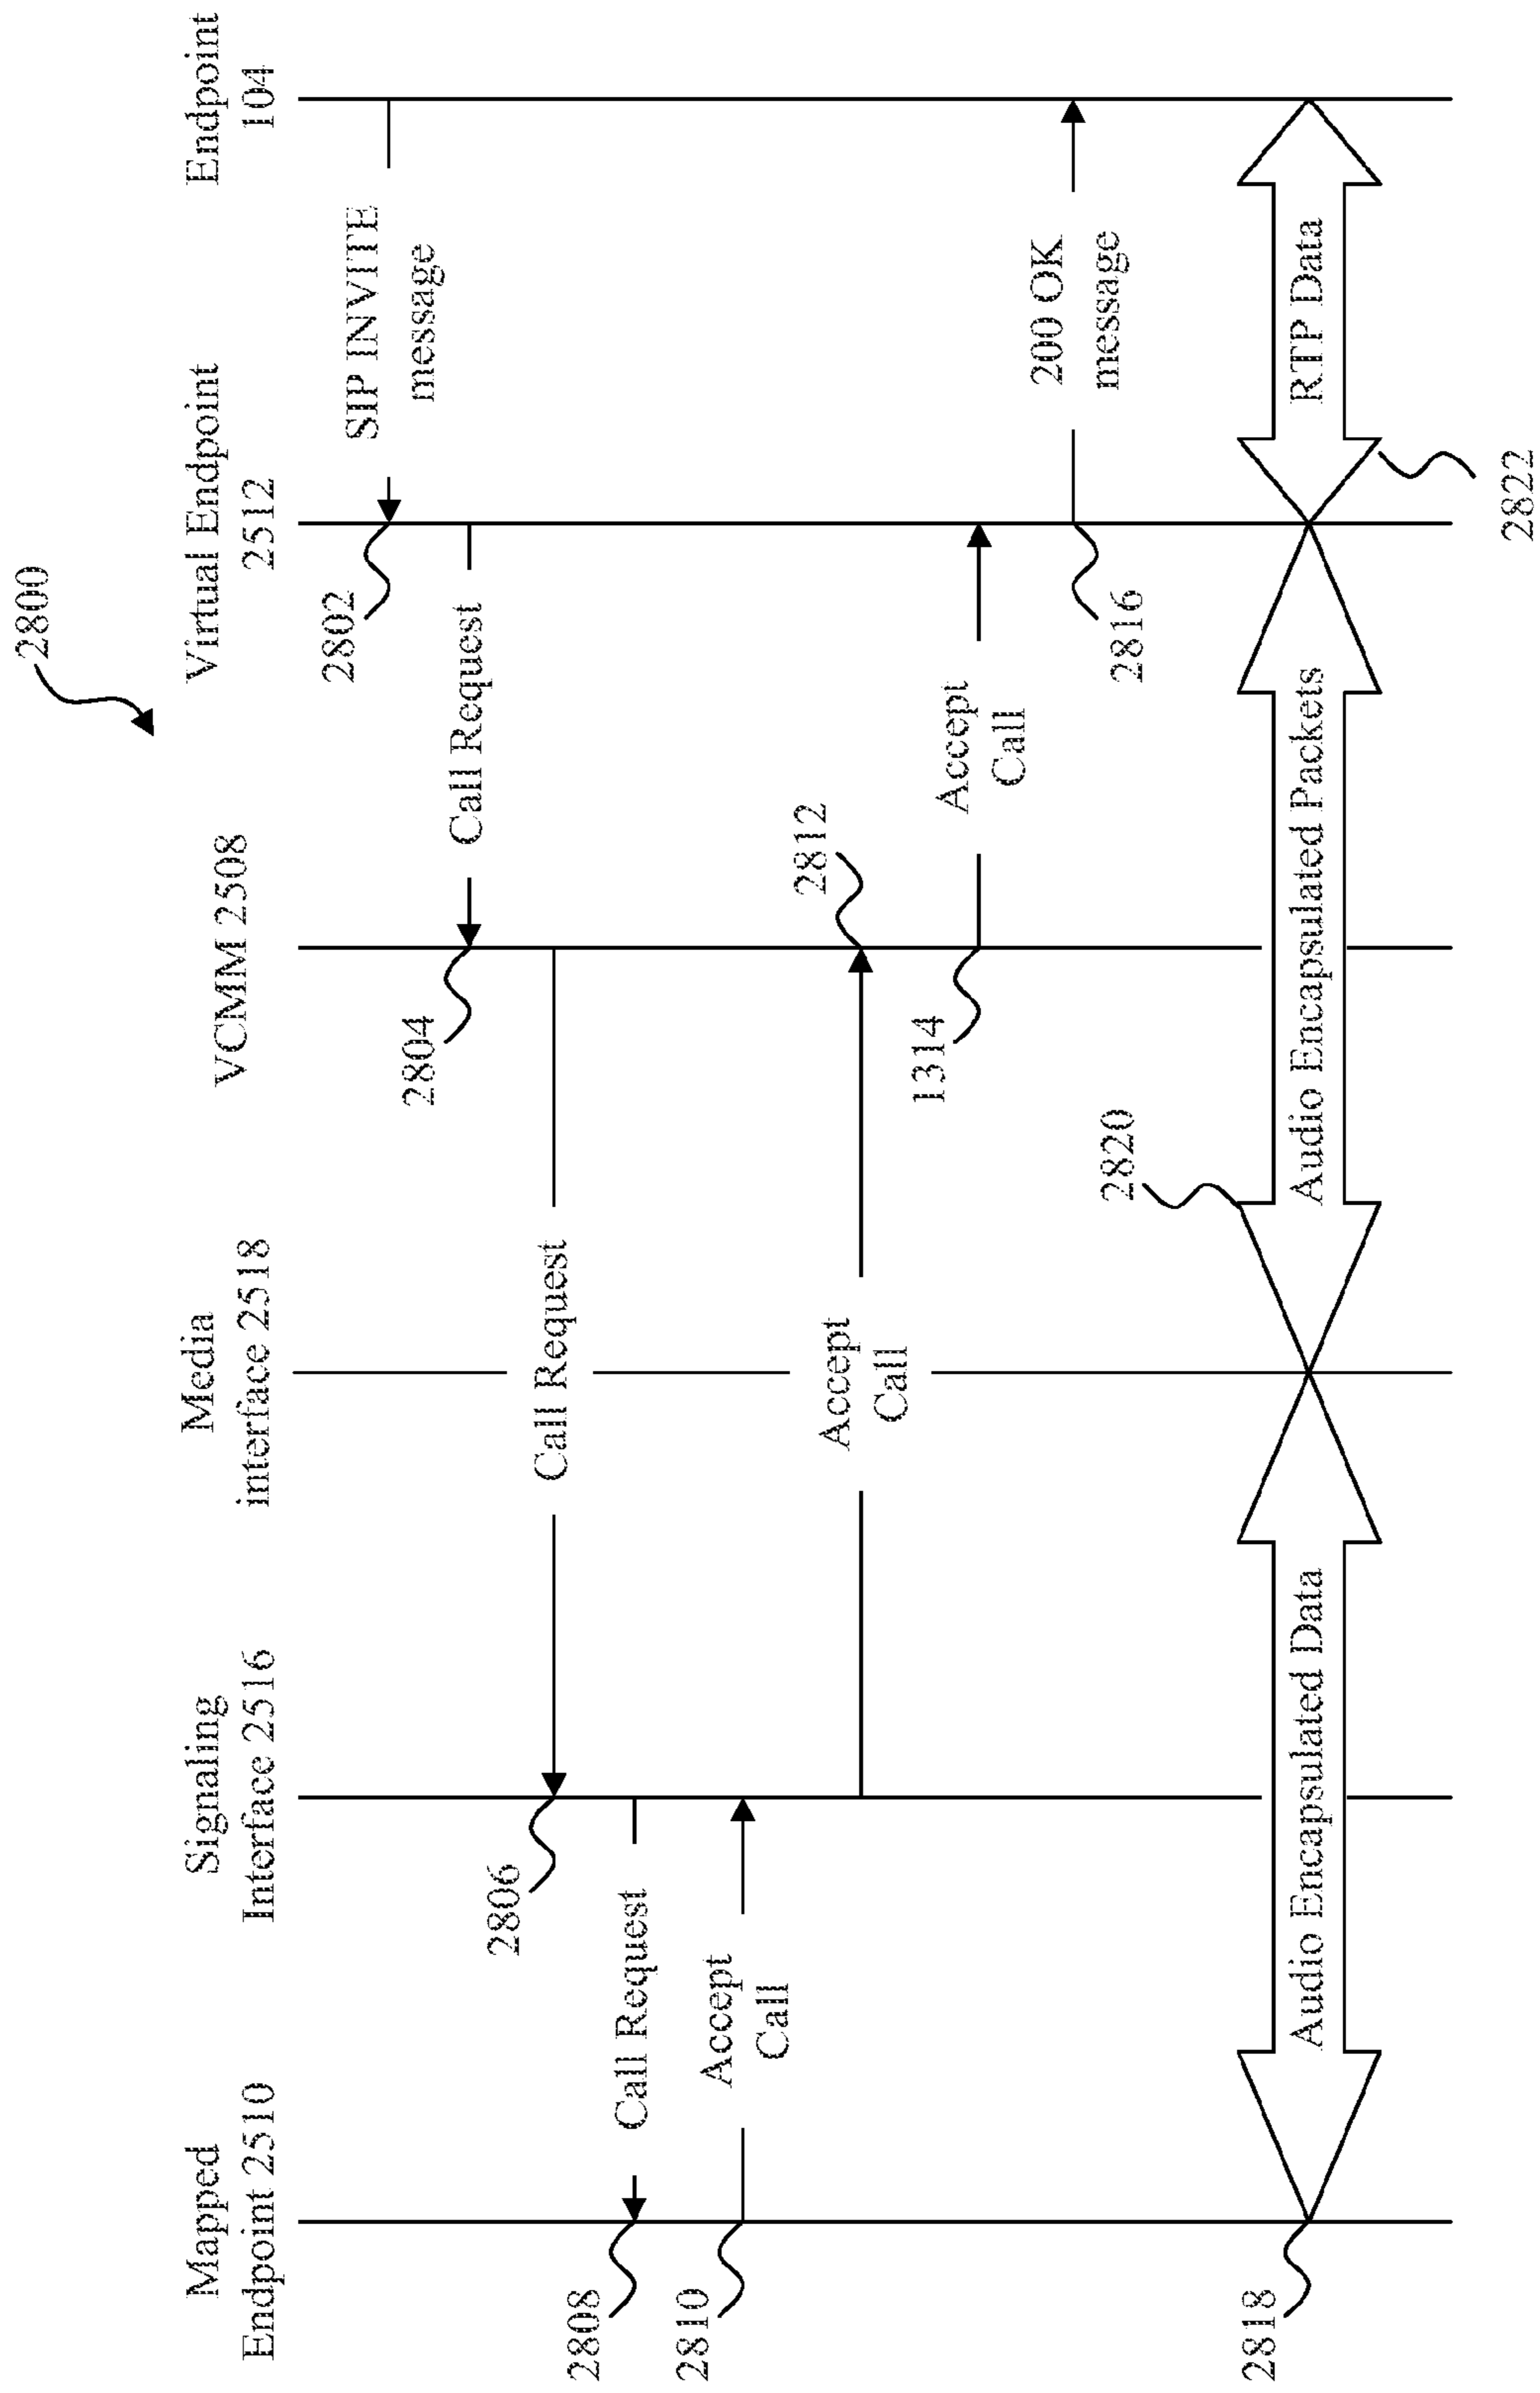 2800
Mapped
Endpoint 2510
Signaling
Interface 2516
Media
interface 2518
VCMM 2508
Virtual Endpoint
2512
Endpoint
104
2802
SIP INVITE
message
2804
Call Request
2806
Call Request
2808
Call Request
2810
Accept
Call
Accept
Call
2812
1314
Accept
Call
2816
200 OK
message
2818
Audio Encapsulated Data
2820
Audio Encapsulated Packets
RTP Data
2822